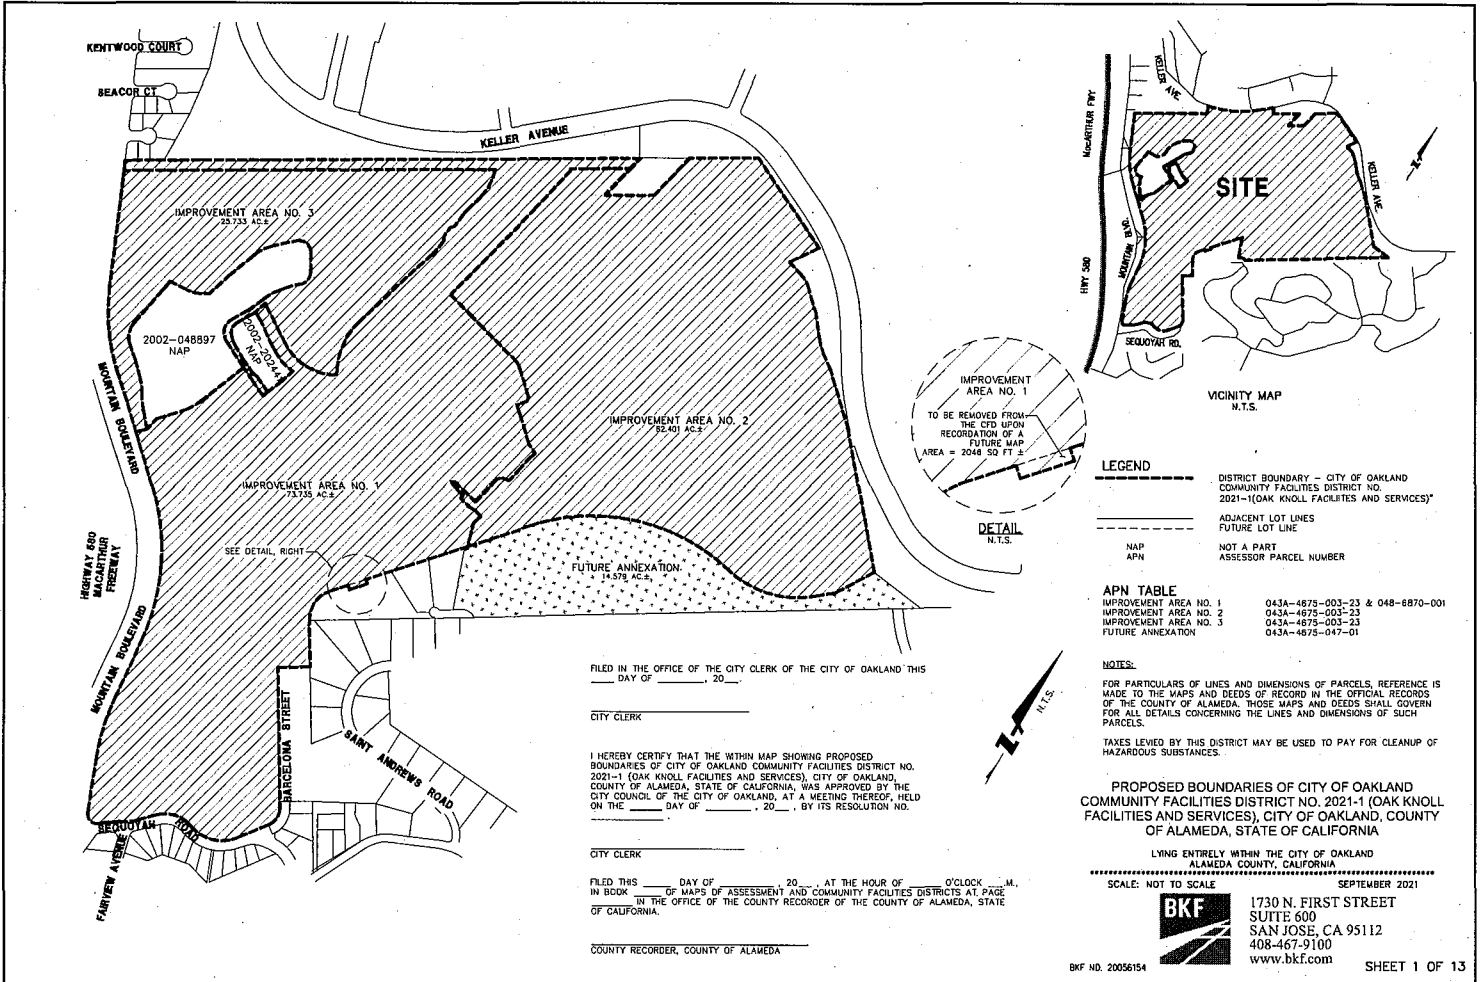 KENTWOOD COURT
SEACOR CT
KELLER AVENUE
IMPROVEMENT AREA NO. 3
25.733 AC.±
2002-048897
NAP
NAP
MOUNTAIN BOULEVARD
IMPROVEMENT AREA NO. 2
62.401 AC.±
IMPROVEMENT AREA NO. 1
73.735 AC.±
SEE DETAIL, RIGHT
HIGHWAY 580
MACARTHUR
FREEWAY
FUTURE ANNEXATION
14.579 AC.±
MOUNTAIN BOULEVARD
BARCELONA STREET
SAINT ANDREWS ROAD
SEQUOYAH ROAD
FAIRVIEW AVENUE
IMPROVEMENT
AREA NO. 1
TO BE REMOVED FROM
THE CFD UPON
RECORDATION OF A
FUTURE MAP
AREA = 2048 SQ FT ±
DETAIL
N.T.S.
N.T.S.
KELLER AVE.
MacARTHUR FWY
SITE
KELLER AVE.
MOUNTAIN BLVD.
HWY 580
SEQUOYAH RD.
VICINITY MAP
N.T.S.
LEGEND
DISTRICT BOUNDARY - CITY OF OAKLAND
COMMUNITY FACILITIES DISTRICT NO.
2021-1(OAK KNOLL FACILITES AND SERVICES)"
ADJACENT LOT LINES
FUTURE LOT LINE
NAP NOT A PART
APN ASSESSOR PARCEL NUMBER
APN TABLE
IMPROVEMENT AREA NO. 1 043A-4675-003-23 & 048-6870-001
IMPROVEMENT AREA NO. 2 043A-4675-003-23
IMPROVEMENT AREA NO. 3 043A-4675-003-23
FUTURE ANNEXATION 043A-4675-047-01
NOTES:
FOR PARTICULARS OF LINES AND DIMENSIONS OF PARCELS, REFERENCE IS
MADE TO THE MAPS AND DEEDS OF RECORD IN THE OFFICIAL RECORDS
OF THE COUNTY OF ALAMEDA. THOSE MAPS AND DEEDS SHALL GOVERN
FOR ALL DETAILS CONCERNING THE LINES AND DIMENSIONS OF SUCH
PARCELS.
TAXES LEVIED BY THIS DISTRICT MAY BE USED TO PAY FOR CLEANUP OF
HAZARDOUS SUBSTANCES.
FILED IN THE OFFICE OF THE CITY CLERK OF THE CITY OF OAKLAND THIS
____ DAY OF ________, 20__.
CITY CLERK
I HEREBY CERTIFY THAT THE WITHIN MAP SHOWING PROPOSED
BOUNDARIES OF CITY OF OAKLAND COMMUNITY FACILITIES DISTRICT NO.
2021-1 (OAK KNOLL FACILITIES AND SERVICES), CITY OF OAKLAND,
COUNTY OF ALAMEDA, STATE OF CALIFORNIA, WAS APPROVED BY THE
CITY COUNCIL OF THE CITY OF OAKLAND, AT A MEETING THEREOF, HELD
ON THE _____ DAY OF ________, 20__, BY ITS RESOLUTION NO.
____________.
CITY CLERK
FILED THIS _____ DAY OF ________, 20__, AT THE HOUR OF _____ O'CLOCK __.M.,
IN BOOK ____ OF MAPS OF ASSESSMENT AND COMMUNITY FACILITIES DISTRICTS AT PAGE
______ IN THE OFFICE OF THE COUNTY RECORDER OF THE COUNTY OF ALAMEDA, STATE
OF CALIFORNIA.
COUNTY RECORDER, COUNTY OF ALAMEDA
PROPOSED BOUNDARIES OF CITY OF OAKLAND
COMMUNITY FACILITIES DISTRICT NO. 2021-1 (OAK KNOLL
FACILITIES AND SERVICES), CITY OF OAKLAND, COUNTY
OF ALAMEDA, STATE OF CALIFORNIA
LYING ENTIRELY WITHIN THE CITY OF OAKLAND
ALAMEDA COUNTY, CALIFORNIA
SCALE: NOT TO SCALE SEPTEMBER 2021
BKF
1730 N. FIRST STREET
SUITE 600
SAN JOSE, CA 95112
408-467-9100
www.bkf.com
BKF NO. 20056154
SHEET 1 OF 13